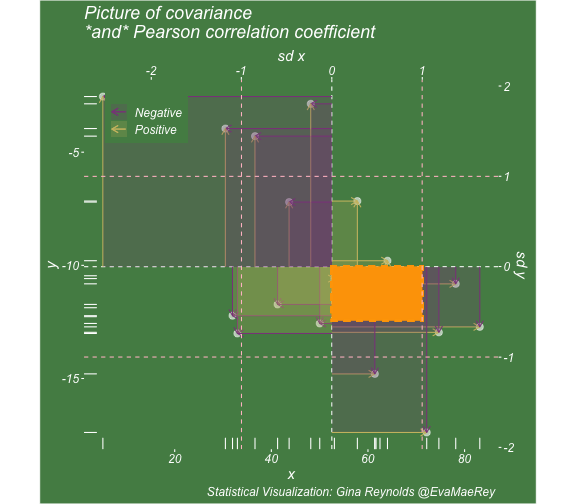 Picture of covariance
*and* Pearson correlation coefficient
sd x
-2 -1 0 1
2
Negative
Positive
-5
1
y
-10
0
sd y
-1
-15
-2
20 40 60 80
x
Statistical Visualization: Gina Reynolds @EvaMaeRey